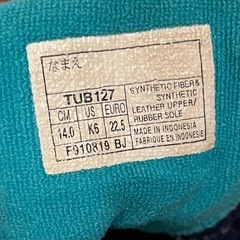 なまえ
TUB127
CM US EURO
14.0 K6 22.5
F910819 BJ
SYNTHETIC FIBER &
SYNTHETIC
LEATHER UPPER/
RUBBER SOLE
MADE IN INDONESIA
FABRIQUE EN INDONESIE